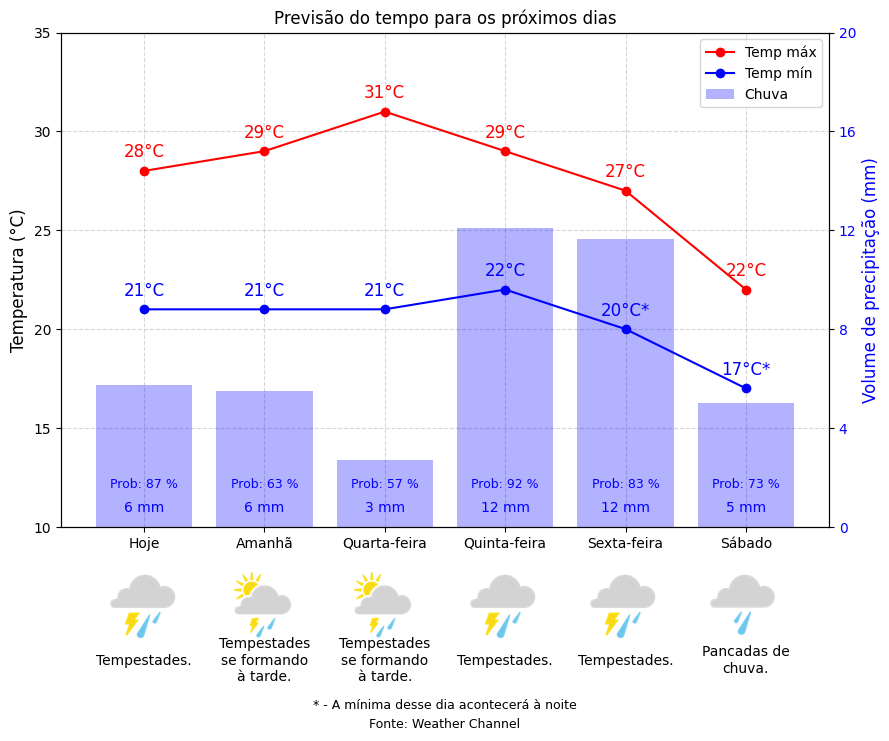 Previsão do tempo para os próximos dias
Temperatura (°C)
Volume de precipitação (mm)
35
30
25
20
15
10
20
16
12
8
4
0
Temp máx
Temp mín
Chuva
28°C
29°C
31°C
29°C
27°C
22°C
21°C
21°C
21°C
22°C
20°C*
17°C*
Prob: 87 %
Prob: 63 %
Prob: 57 %
Prob: 92 %
Prob: 83 %
Prob: 73 %
6 mm
6 mm
3 mm
12 mm
12 mm
5 mm
Hoje
Amanhã
Quarta-feira
Quinta-feira
Sexta-feira
Sábado
Tempestades.
Tempestades
se formando
à tarde.
Tempestades
se formando
à tarde.
Tempestades.
Tempestades.
Pancadas de
chuva.
* - A mínima desse dia acontecerá à noite
Fonte: Weather Channel